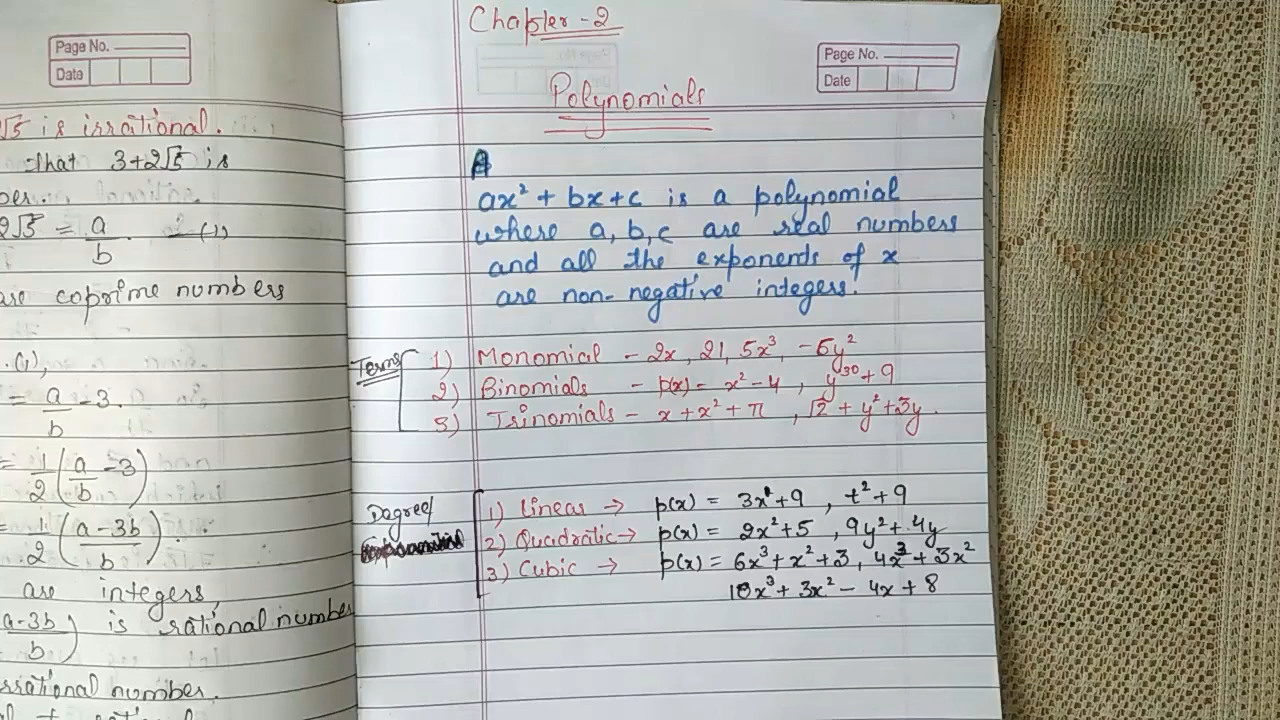 Page No.
Date
√5 is irrational.
that 3+2√5 is
2√5 = a/b — (1)
are coprime numbers
. (1),
= a/b - 3.
= 1/2 (a/b - 3)
= 1/2 (a-3b/b) .
are integers,
(a-3b/b) is rational number
irrational number.
Chapter - 2
Page No.
Date
Polynomials
ax² + bx + c is a polynomial
where a, b, c are real numbers
and all the exponents of x
are non-negative integers.
Terms
1) Monomial - 2x, 21, 5x³, -6y²
2) Binomials - p(x) = x² - 4, y³⁰ + 9
3) Trinomials - x + x² + π, √2 + y² + 3y.
Degree/
1) Linear → p(x) = 3x¹ + 9, t² + 9
2) Quadratic → p(x) = 2x² + 5, 9y² + 4y
3) Cubic → p(x) = 6x³ + x² + 3, 4x³ + 3x²
10x³ + 3x² - 4x + 8